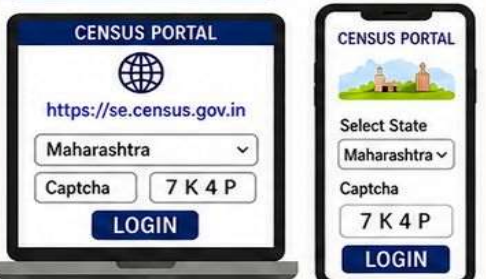 CENSUS PORTAL
https://se.census.gov.in
Maharashtra
Captcha 7 K 4 P
LOGIN
CENSUS PORTAL
Select State
Maharashtra
Captcha
7 K 4 P
LOGIN